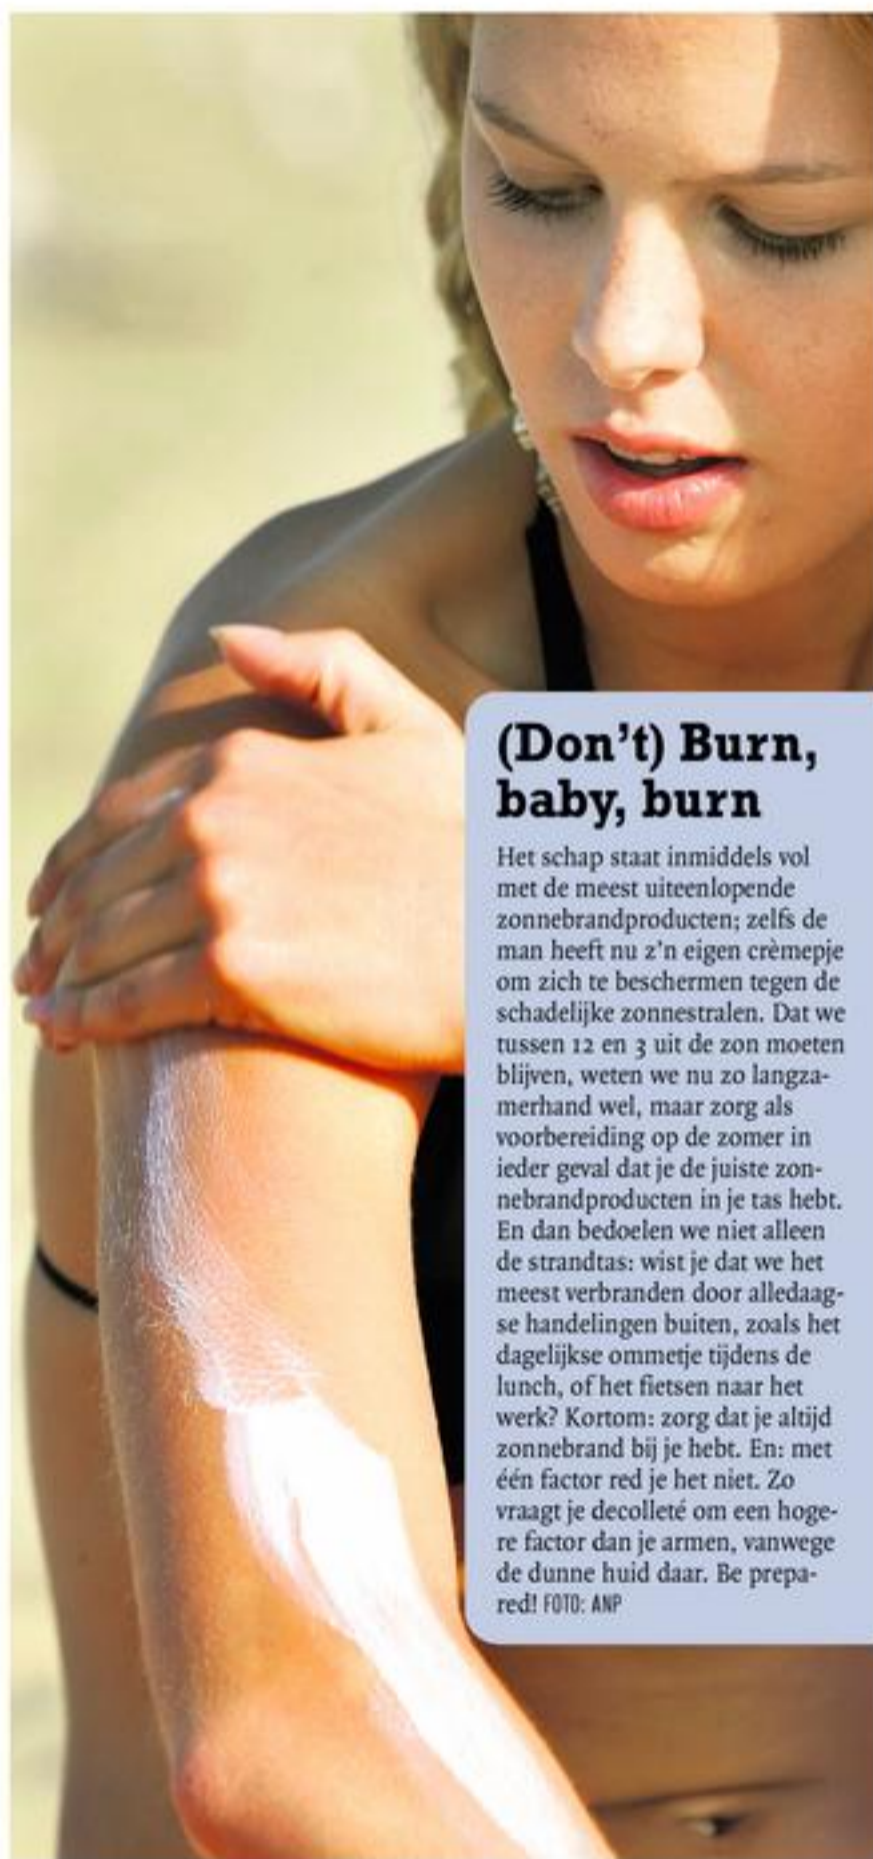 (Don't) Burn,
baby, burn
Het schap staat inmiddels vol
met de meest uiteenlopende
zonnebrandproducten; zelfs de
man heeft nu z'n eigen crèmepje
om zich te beschermen tegen de
schadelijke zonnestralen. Dat we
tussen 12 en 3 uit de zon moeten
blijven, weten we nu zo langza-
merhand wel, maar zorg als
voorbereiding op de zomer in
ieder geval dat je de juiste zon-
nebrandproducten in je tas hebt.
En dan bedoelen we niet alleen
de strandtas: wist je dat we het
meest verbranden door alledaag-
se handelingen buiten, zoals het
dagelijkse ommetje tijdens de
lunch, of het fietsen naar het
werk? Kortom: zorg dat je altijd
zonnebrand bij je hebt. En: met
één factor red je het niet. Zo
vraagt je decolleté om een hoge-
re factor dan je armen, vanwege
de dunne huid daar. Be prepa-
red! FOTO: ANP